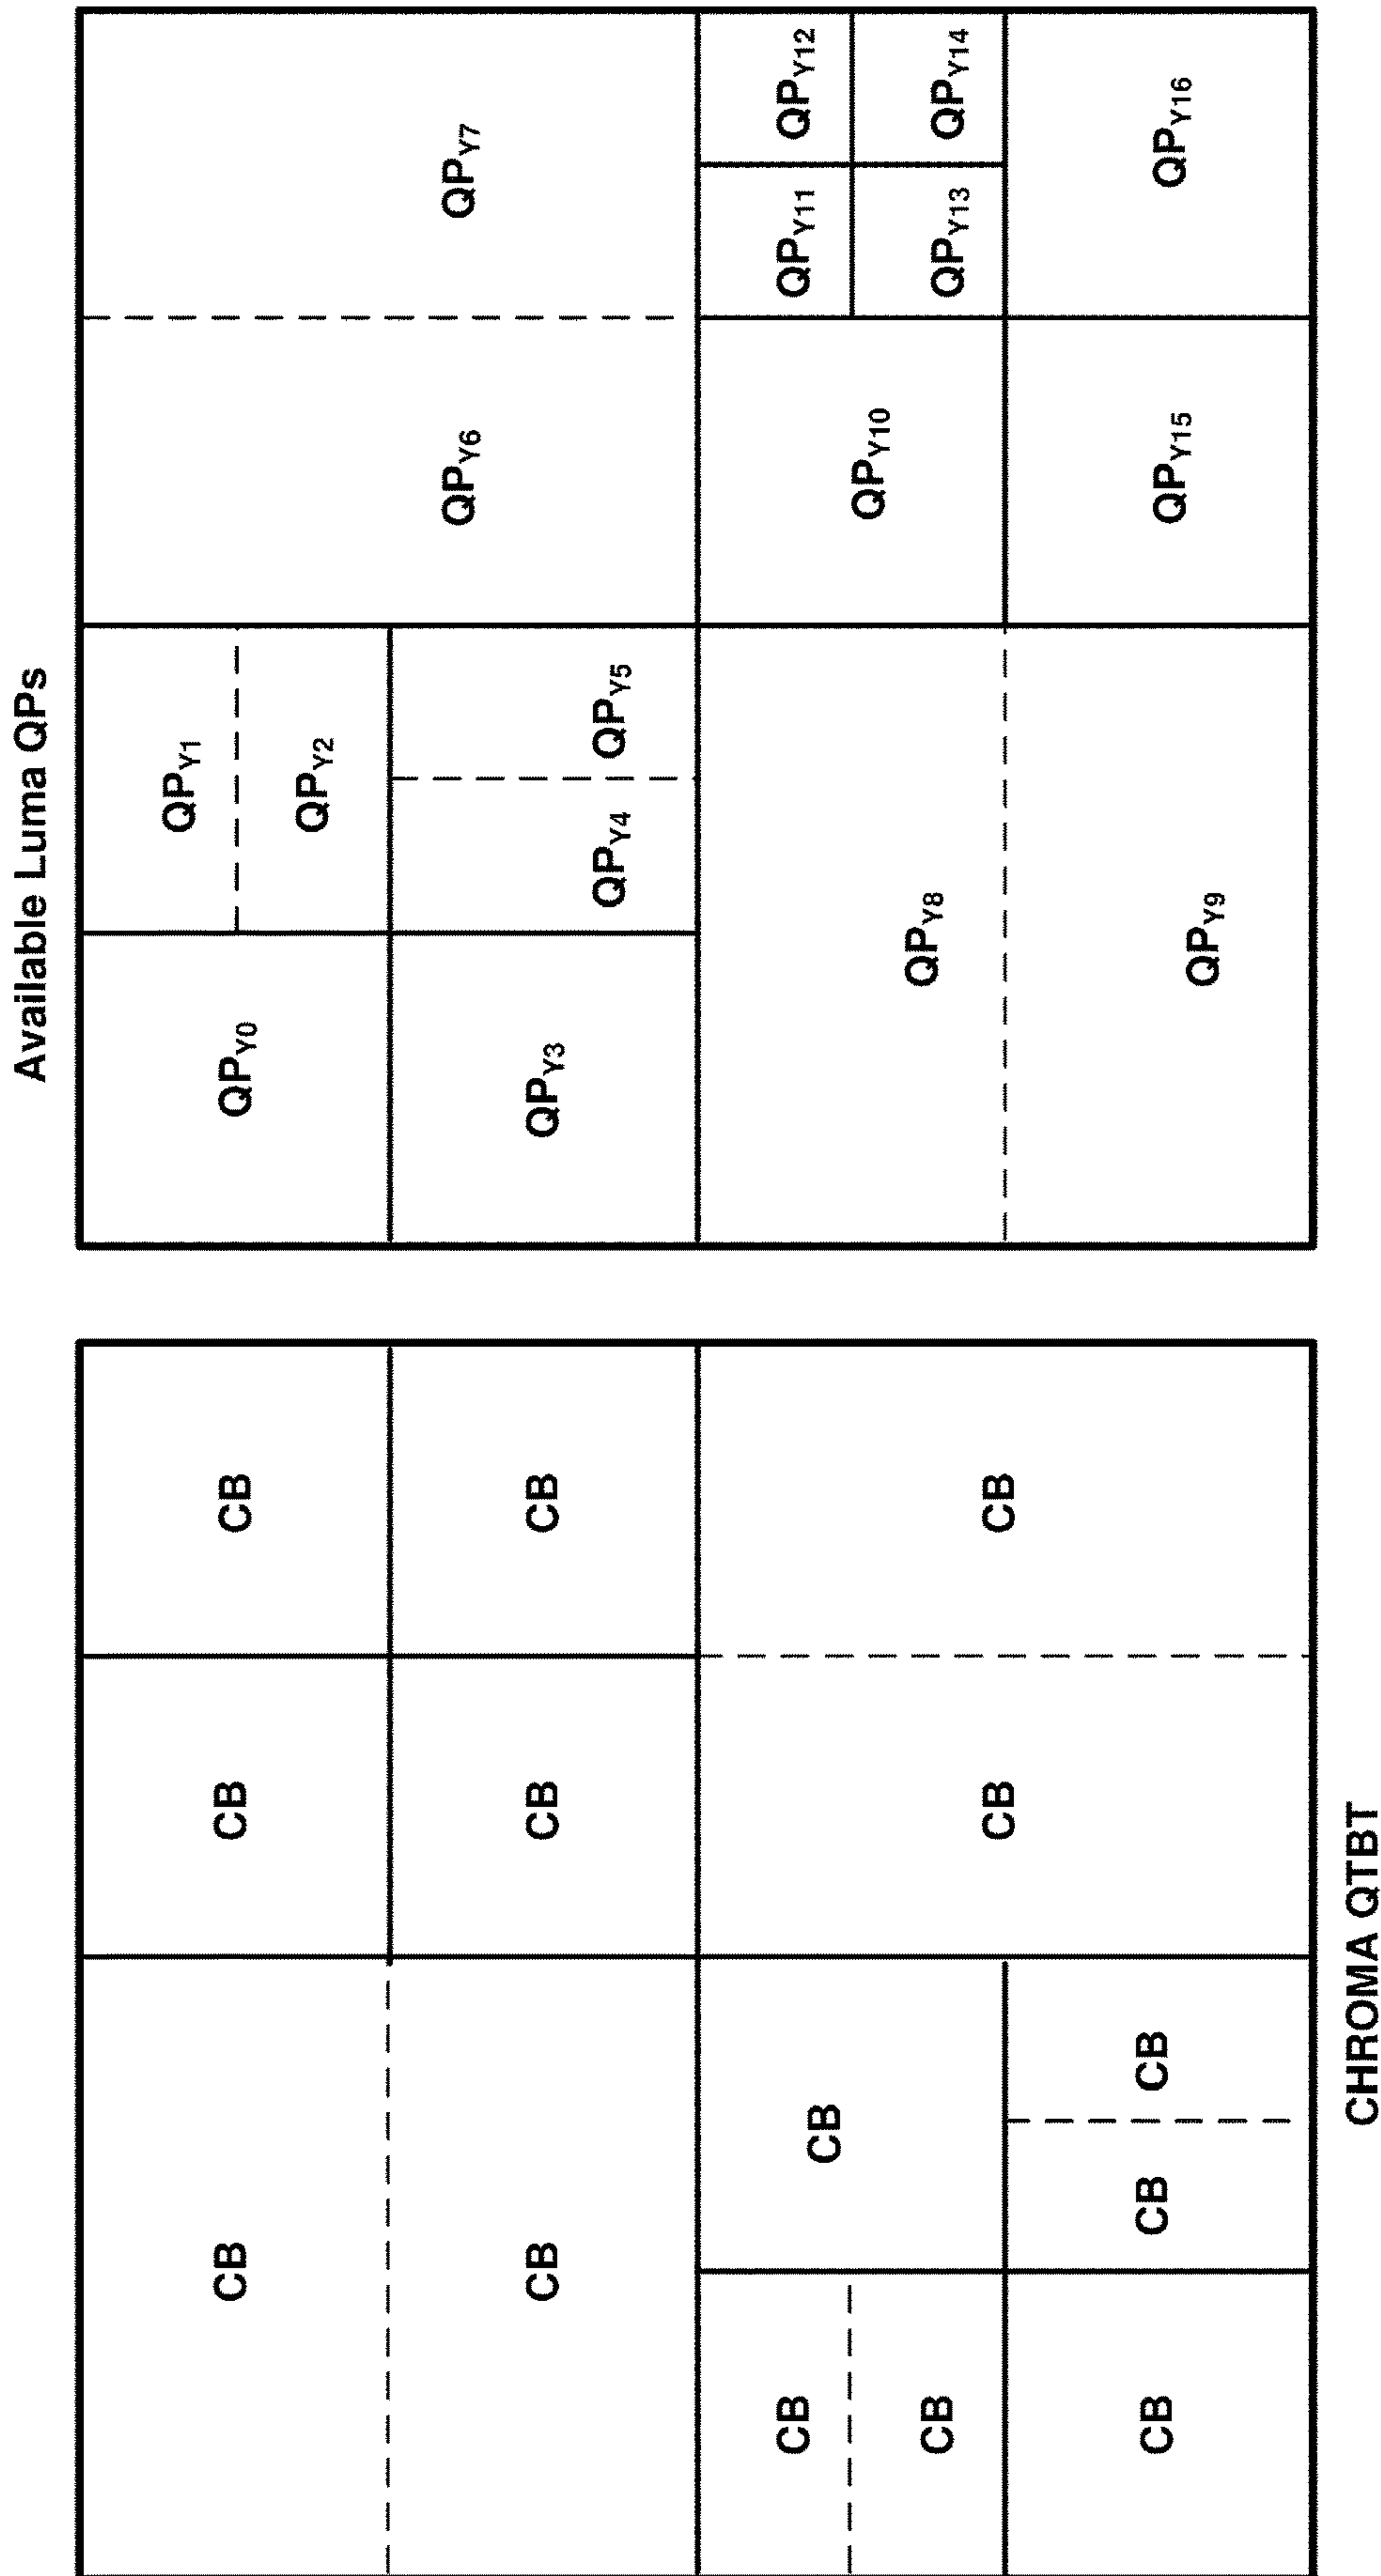 CB
CB
CB
CB
CB
CB
CB
CB
CB
CB
CB
CB
CB
CB
CHROMA QTBT
Available Luma QPs
QPY0
QPY1
QPY2
QPY3
QPY4
QPY5
QPY6
QPY7
QPY8
QPY9
QPY10
QPY11
QPY12
QPY13
QPY14
QPY15
QPY16